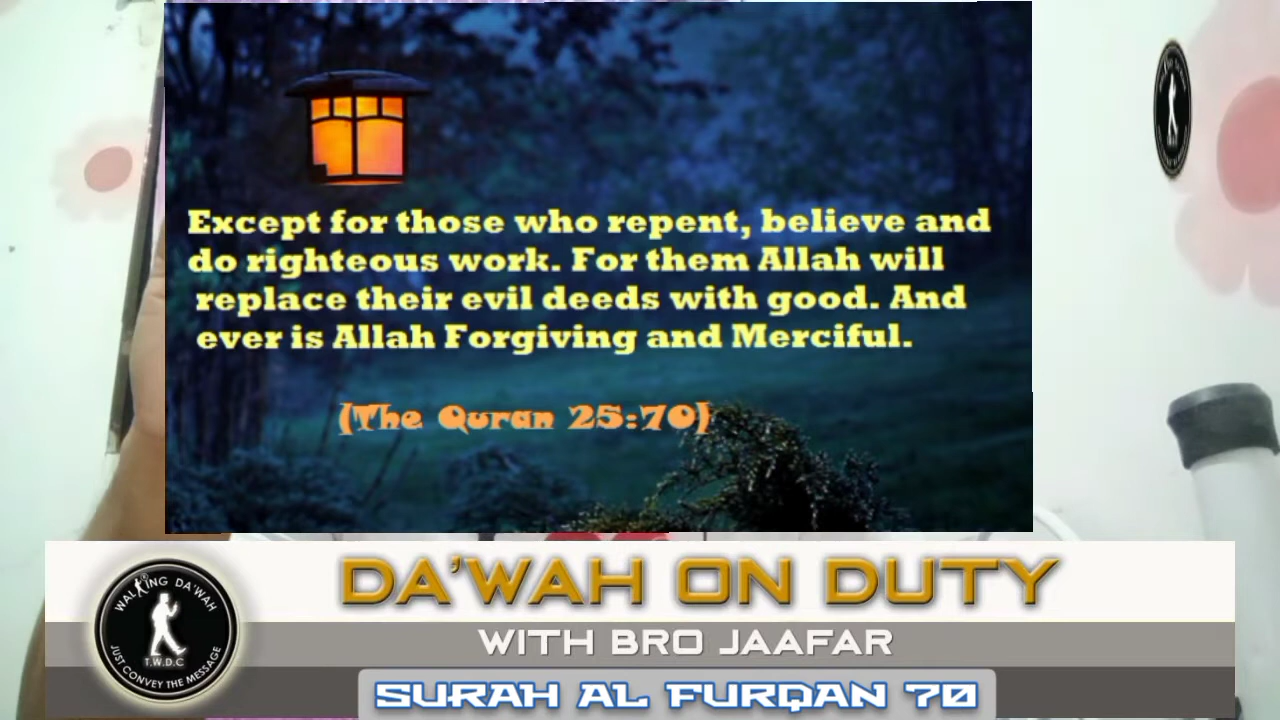 Except for those who repent, believe and
do righteous work. For them Allah will
replace their evil deeds with good. And
ever is Allah Forgiving and Merciful.
(The Quran 25:70)
WALKING DA'WAH
T.W.D.C
JUST CONVEY THE MESSAGE
DA'WAH ON DUTY
WITH BRO JAAFAR
SURAH AL FURQAN 70